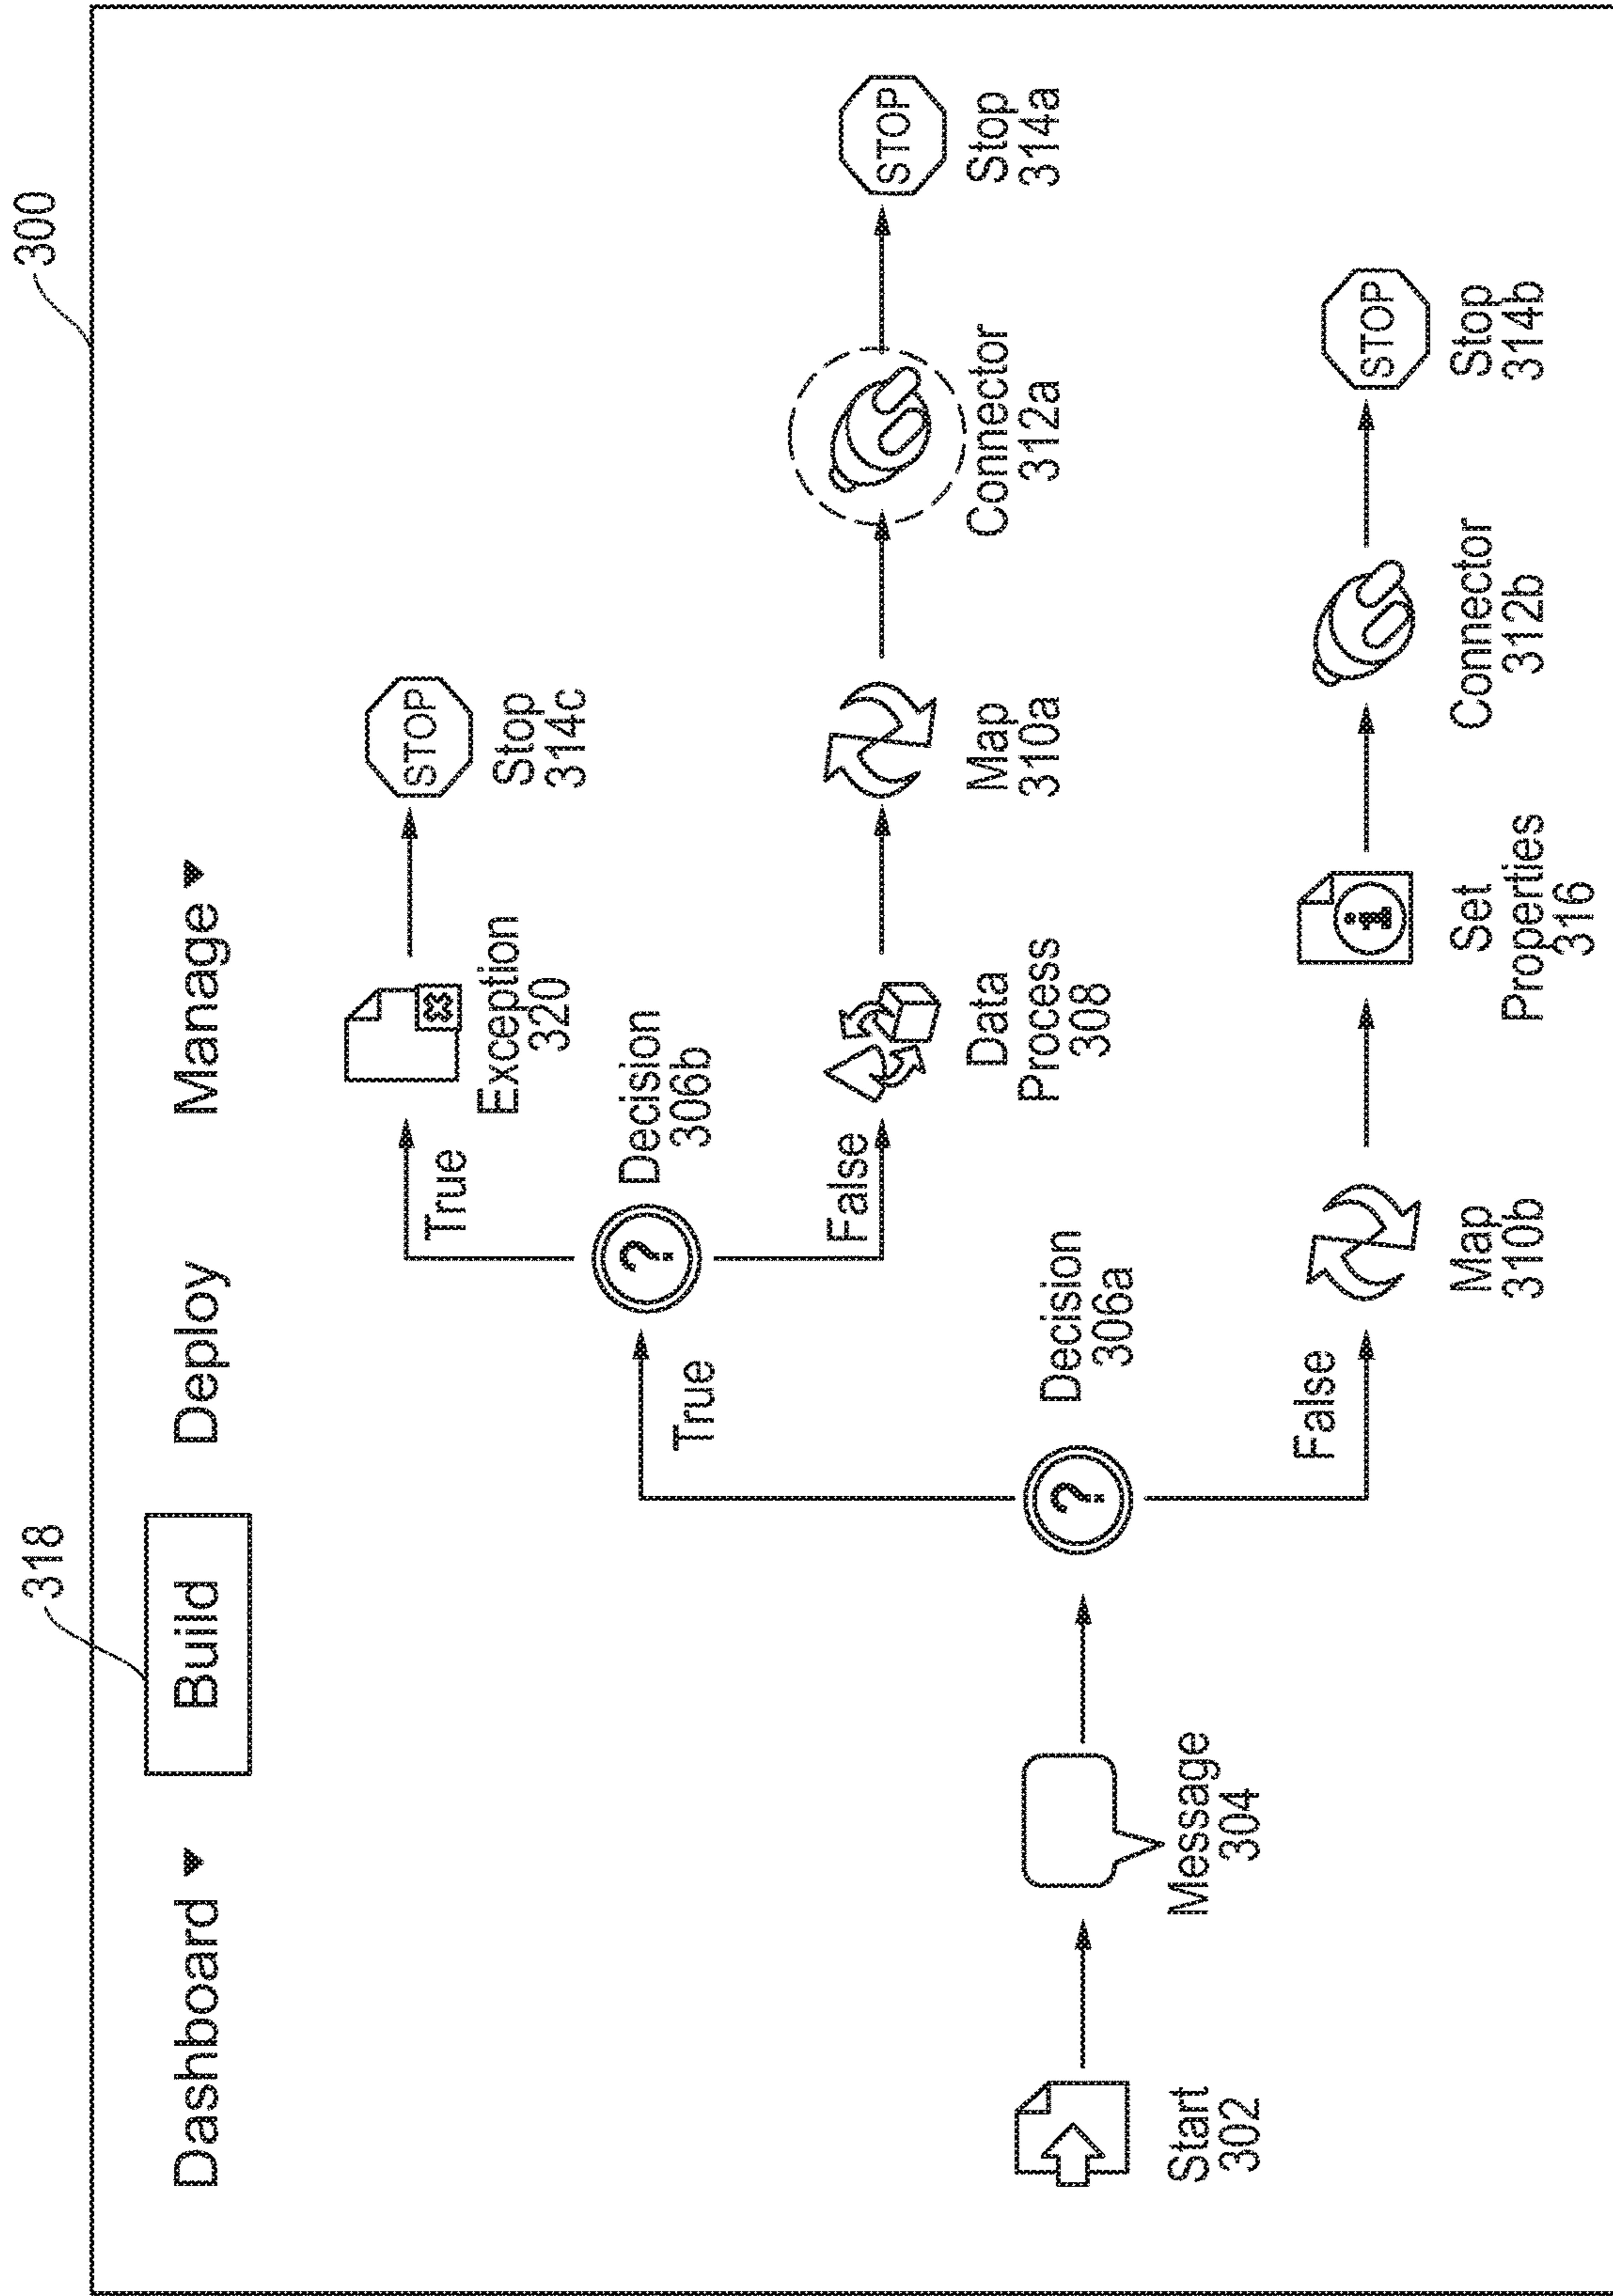 300
318
Dashboard ▼
Build
Deploy
Manage ▼
True
Exception
320
STOP
Stop
314c
Decision
306b
True
False
Data
Process
308
Map
310a
Connector
312a
STOP
Stop
314a
Start
302
Message
304
?
Decision
306a
?
False
Map
310b
i
Set
Properties
316
Connector
312b
STOP
Stop
314b